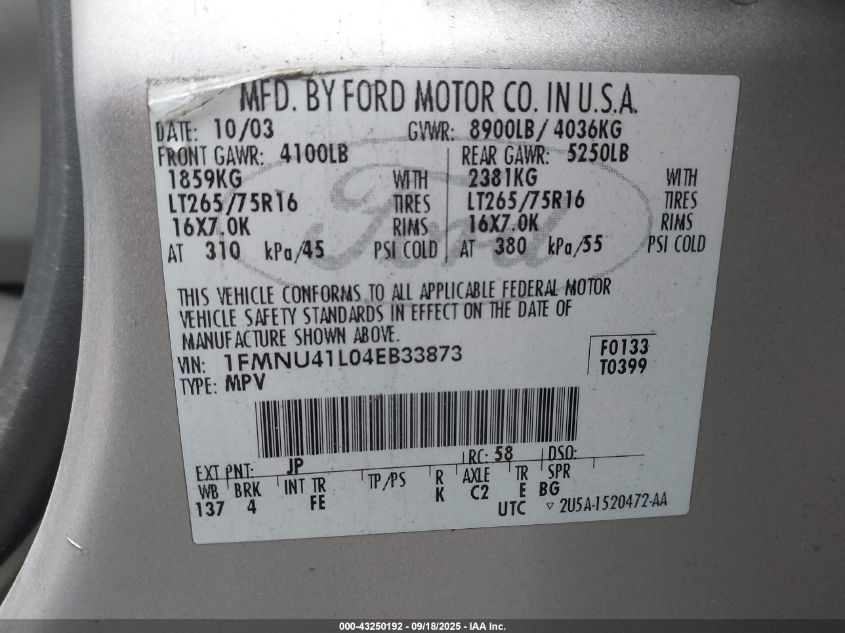 MFD. BY FORD MOTOR CO. IN U.S.A.
DATE: 10/03 GVWR: 8900LB/ 4036KG
FRONT GAWR: 4100LB REAR GAWR: 5250LB
1859KG WITH 2381KG WITH
LT265/75R16 TIRES LT265/75R16 TIRES
16X7.0K RIMS 16X7.0K RIMS
AT 310 kPa/45 PSI COLD AT 380 kPa/55 PSI COLD
Ford
THIS VEHICLE CONFORMS TO ALL APPLICABLE FEDERAL MOTOR
VEHICLE SAFETY STANDARDS IN EFFECT ON THE DATE OF
MANUFACTURE SHOWN ABOVE.
VIN: 1FMNU41L04EB33873 F0133
TYPE: MPV T0399
EXT PNT: JP RC: 58 DSO:
WB BRK INT TR TP/PS R AXLE TR SPR
137 4 FE K C2 E BG
UTC ▽ 2U5A-1520472-AA
000-43250192 - 09/18/2025 - IAA Inc.